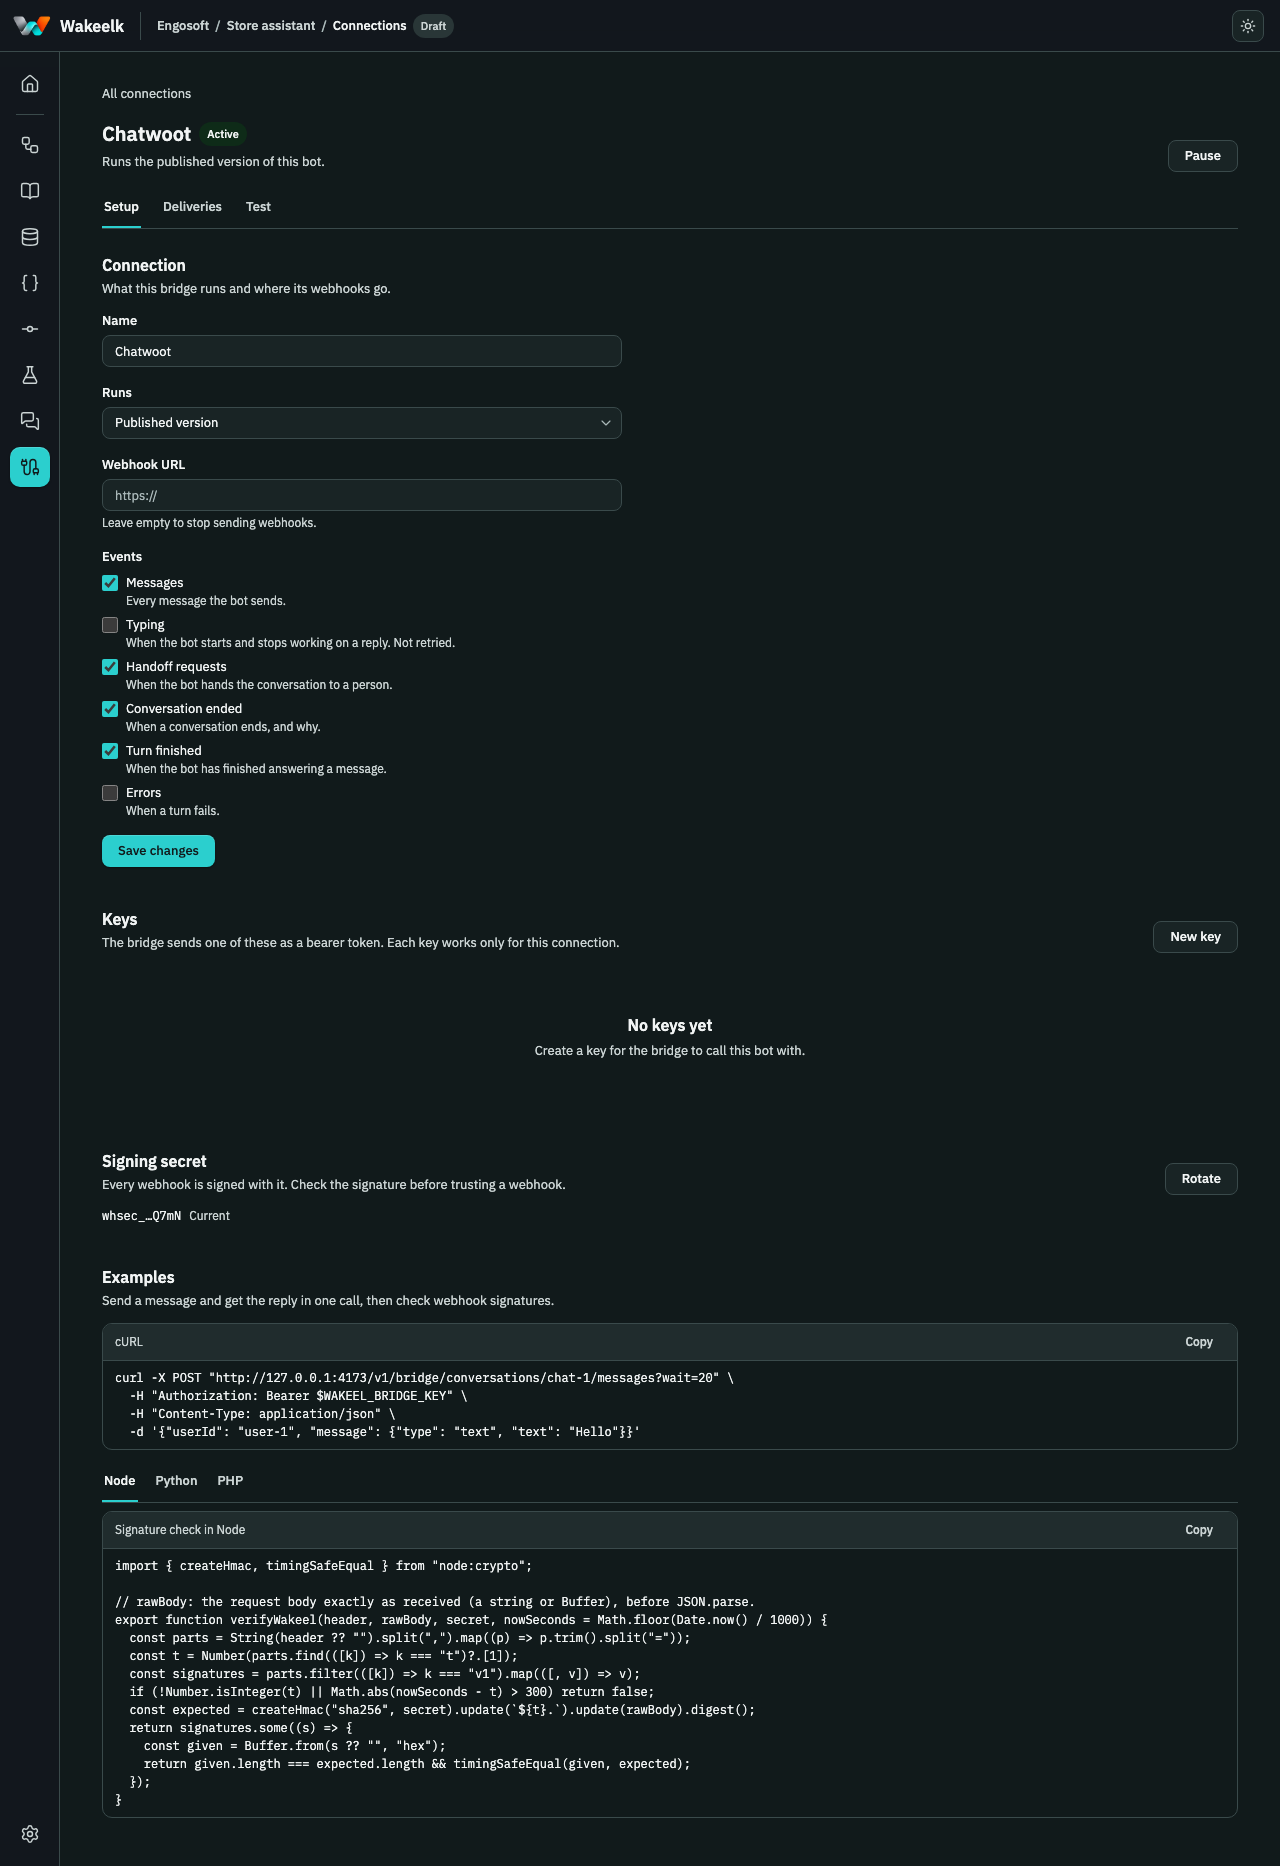 Wakeelk
Engosoft / Store assistant / Connections Draft
All connections
Chatwoot Active
Runs the published version of this bot.
Pause
Setup Deliveries Test
Connection
What this bridge runs and where its webhooks go.
Name
Chatwoot
Runs
Published version
Webhook URL
https://
Leave empty to stop sending webhooks.
Events
Messages
Every message the bot sends.
Typing
When the bot starts and stops working on a reply. Not retried.
Handoff requests
When the bot hands the conversation to a person.
Conversation ended
When a conversation ends, and why.
Turn finished
When the bot has finished answering a message.
Errors
When a turn fails.
Save changes
Keys
The bridge sends one of these as a bearer token. Each key works only for this connection.
New key
No keys yet
Create a key for the bridge to call this bot with.
Signing secret
Every webhook is signed with it. Check the signature before trusting a webhook.
Rotate
whsec_…Q7mN Current
Examples
Send a message and get the reply in one call, then check webhook signatures.
cURL Copy
curl -X POST "http://127.0.0.1:4173/v1/bridge/conversations/chat-1/messages?wait=20" \
  -H "Authorization: Bearer $WAKEEL_BRIDGE_KEY" \
  -H "Content-Type: application/json" \
  -d '{"userId": "user-1", "message": {"type": "text", "text": "Hello"}}'
Node Python PHP
Signature check in Node Copy
import { createHmac, timingSafeEqual } from "node:crypto";
// rawBody: the request body exactly as received (a string or Buffer), before JSON.parse.
export function verifyWakeel(header, rawBody, secret, nowSeconds = Math.floor(Date.now() / 1000)) {
  const parts = String(header ?? "").split(",").map((p) => p.trim().split("="));
  const t = Number(parts.find(([k]) => k === "t")?.[1]);
  const signatures = parts.filter(([k]) => k === "v1").map(([, v]) => v);
  if (!Number.isInteger(t) || Math.abs(nowSeconds - t) > 300) return false;
  const expected = createHmac("sha256", secret).update(`${t}.`).update(rawBody).digest();
  return signatures.some((s) => {
    const given = Buffer.from(s ?? "", "hex");
    return given.length === expected.length && timingSafeEqual(given, expected);
  });
}